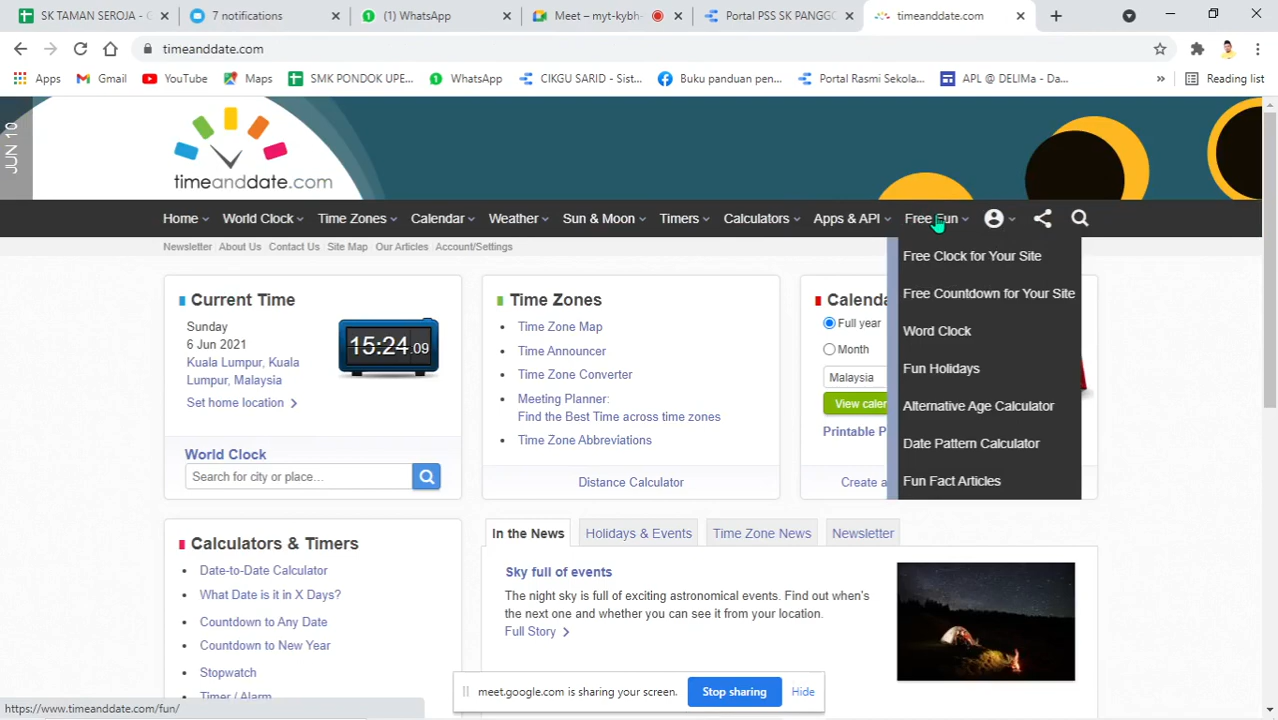 SK TAMAN SEROJA - G
7 notifications
(1) WhatsApp
Meet – myt-kybh-
Portal PSS SK PANGGO
timeanddate.com
timeanddate.com
Apps
Gmail
YouTube
Maps
SMK PONDOK UPE...
WhatsApp
CIKGU SARID - Sist...
Buku panduan pen...
Portal Rasmi Sekola...
APL @ DELIMa - Da...
»
Reading list
JUN 10
timeanddate.com
Home
World Clock
Time Zones
Calendar
Weather
Sun & Moon
Timers
Calculators
Apps & API
Free Fun
Newsletter
About Us
Contact Us
Site Map
Our Articles
Account/Settings
Free Clock for Your Site
Free Countdown for Your Site
Word Clock
Fun Holidays
Alternative Age Calculator
Date Pattern Calculator
Fun Fact Articles
Current Time
Sunday
6 Jun 2021
Kuala Lumpur, Kuala
Lumpur, Malaysia
Set home location
15:24.09
World Clock
Search for city or place…
Time Zones
Time Zone Map
Time Announcer
Time Zone Converter
Meeting Planner:
Find the Best Time across time zones
Time Zone Abbreviations
Distance Calculator
Calenda
Full year
Month
Malaysia
View caler
Printable P
Create a
Calculators & Timers
Date-to-Date Calculator
What Date is it in X Days?
Countdown to Any Date
Countdown to New Year
Stopwatch
Timer / Alarm
In the News
Holidays & Events
Time Zone News
Newsletter
Sky full of events
The night sky is full of exciting astronomical events. Find out when's
the next one and whether you can see it from your location.
Full Story
meet.google.com is sharing your screen.
Stop sharing
Hide
https://www.timeanddate.com/fun/